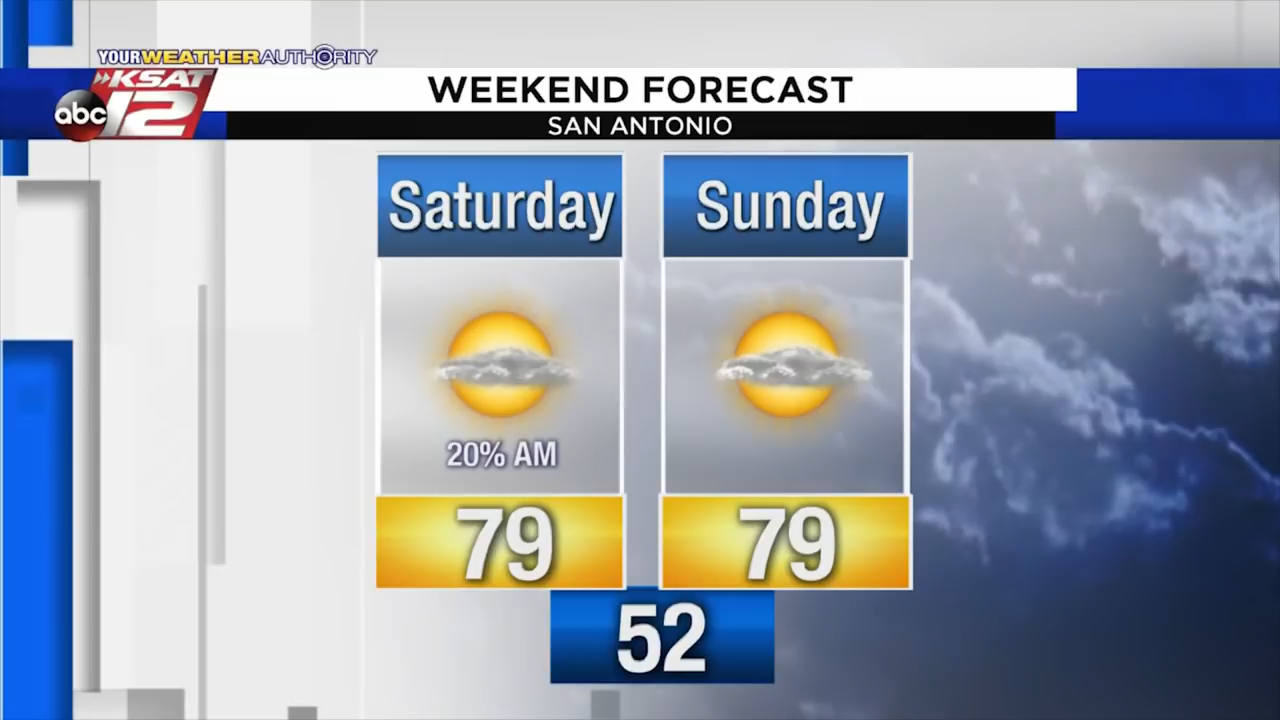 YOURWEATHERAUTHORITY
KSAT
abc
12
WEEKEND FORECAST
SAN ANTONIO
Saturday
Sunday
20% AM
79
79
52